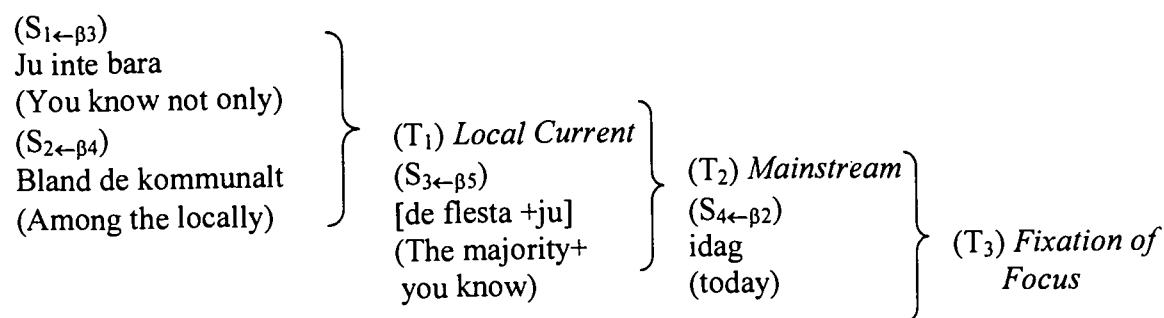 (S₁←β3)
Ju inte bara
(You know not only)
(S₂←β4)
Bland de kommunalt
(Among the locally)
(T₁) Local Current
(S₃←β5)
[de flesta +ju]
(The majority+
you know)
(T₂) Mainstream
(S₄←β2)
idag
(today)
(T₃) Fixation of
Focus